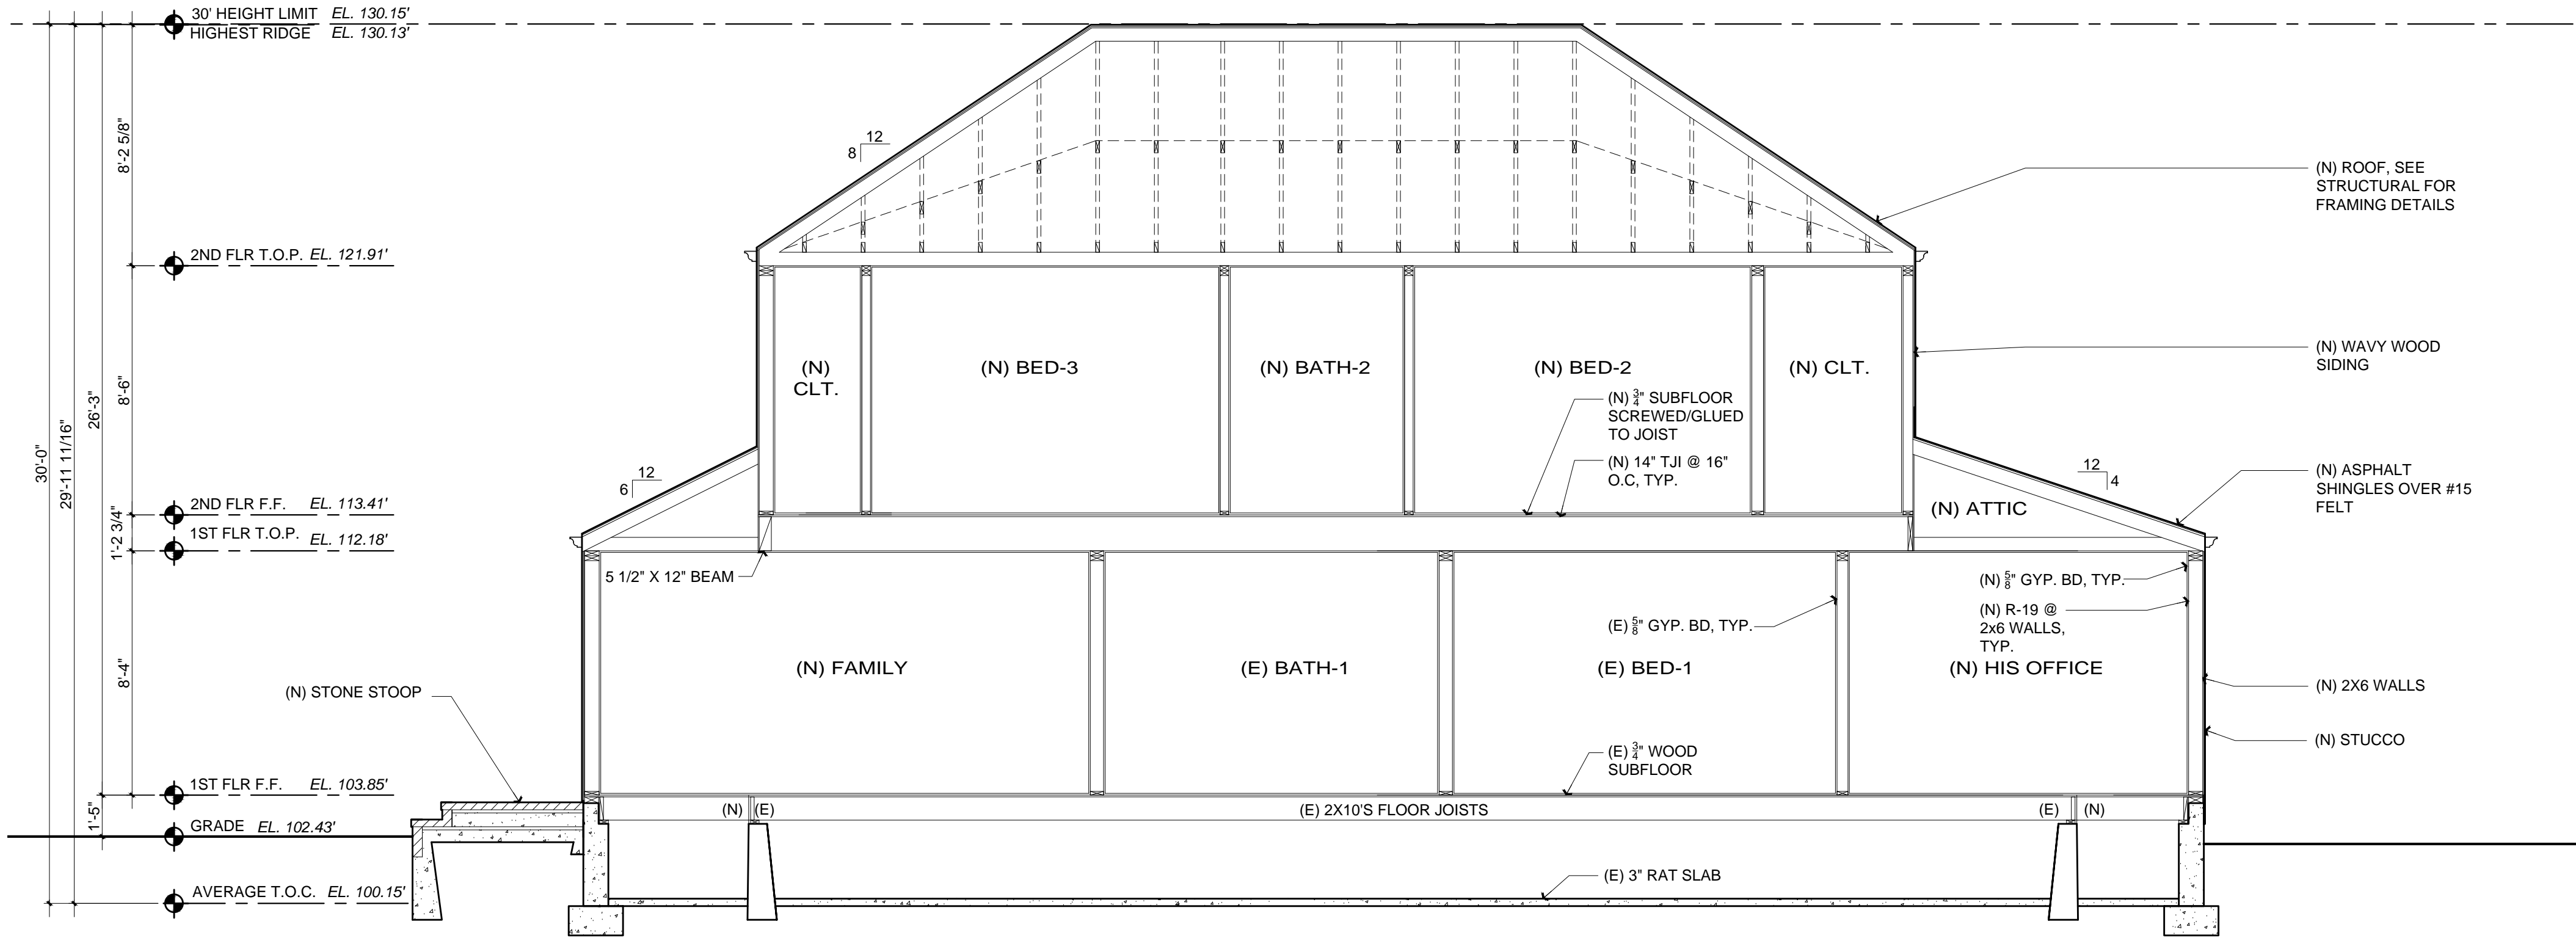 30' HEIGHT LIMIT EL. 130.15'
HIGHEST RIDGE EL. 130.13'
2ND FLR T.O.P. EL. 121.91'
2ND FLR F.F. EL. 113.41'
1ST FLR T.O.P. EL. 112.18'
1ST FLR F.F. EL. 103.85'
GRADE EL. 102.43'
AVERAGE T.O.C. EL. 100.15'
30'-0"
29'-11 11/16"
26'-3"
8'-2 5/8"
8'-6"
1'-2 3/4"
8'-4"
1'-5"
12
8
12
6
12
4
(N)
CLT.
(N) BED-3
(N) BATH-2
(N) BED-2
(N) CLT.
(N) 3/4" SUBFLOOR
SCREWED/GLUED
TO JOIST
(N) 14" TJI @ 16"
O.C, TYP.
(N) ATTIC
5 1/2" X 12" BEAM
(N) FAMILY
(E) BATH-1
(E) 5/8" GYP. BD, TYP.
(E) BED-1
(N) 5/8" GYP. BD, TYP.
(N) R-19 @
2x6 WALLS,
TYP.
(N) HIS OFFICE
(E) 3/4" WOOD
SUBFLOOR
(N) STONE STOOP
(N) (E)
(E) 2X10'S FLOOR JOISTS
(E) (N)
(E) 3" RAT SLAB
(N) ROOF, SEE
STRUCTURAL FOR
FRAMING DETAILS
(N) WAVY WOOD
SIDING
(N) ASPHALT
SHINGLES OVER #15
FELT
(N) 2X6 WALLS
(N) STUCCO